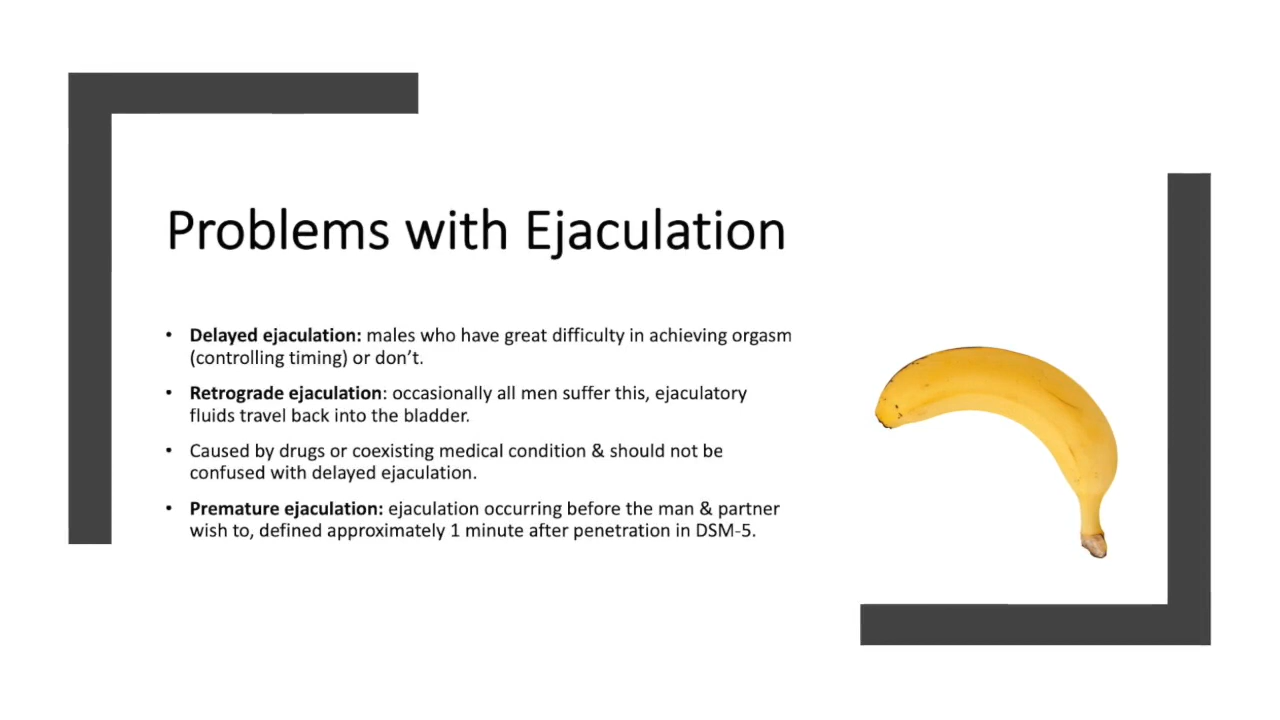 Problems with Ejaculation
• Delayed ejaculation: males who have great difficulty in achieving orgasm
(controlling timing) or don't.
• Retrograde ejaculation: occasionally all men suffer this, ejaculatory
fluids travel back into the bladder.
• Caused by drugs or coexisting medical condition & should not be
confused with delayed ejaculation.
• Premature ejaculation: ejaculation occurring before the man & partner
wish to, defined approximately 1 minute after penetration in DSM-5.